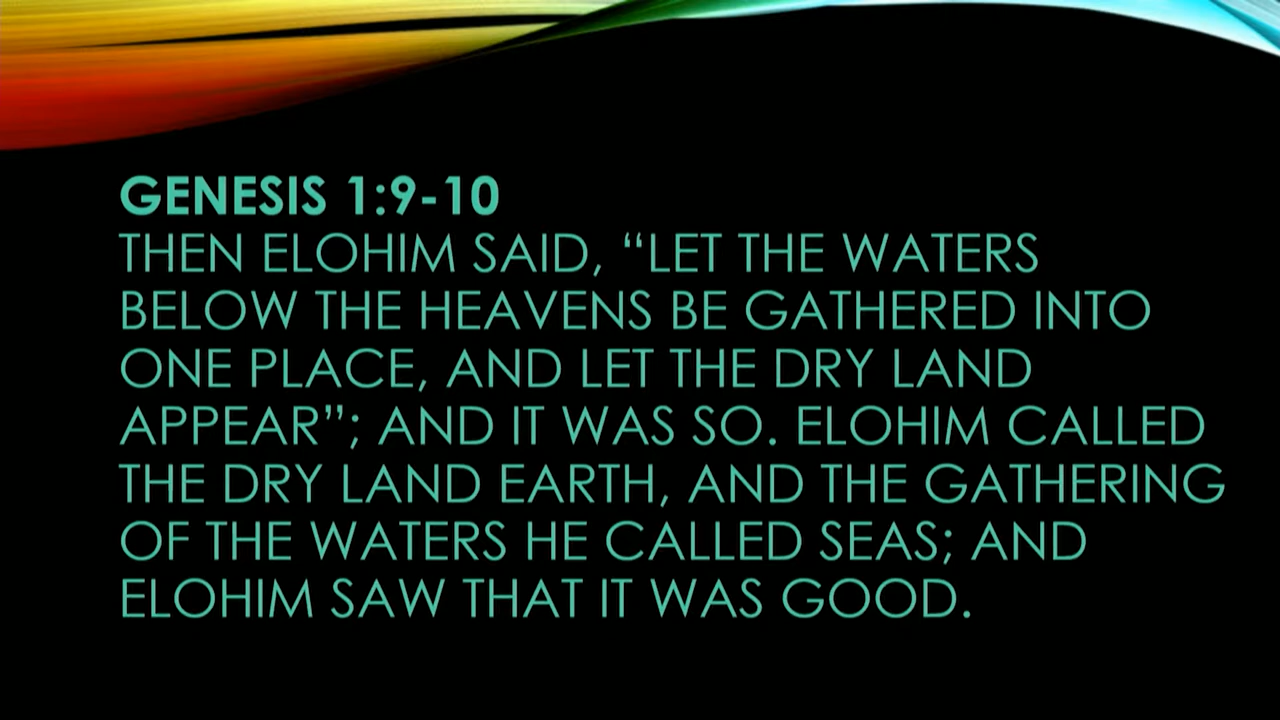 GENESIS 1:9-10
THEN ELOHIM SAID, “LET THE WATERS
BELOW THE HEAVENS BE GATHERED INTO
ONE PLACE, AND LET THE DRY LAND
APPEAR”; AND IT WAS SO. ELOHIM CALLED
THE DRY LAND EARTH, AND THE GATHERING
OF THE WATERS HE CALLED SEAS; AND
ELOHIM SAW THAT IT WAS GOOD.